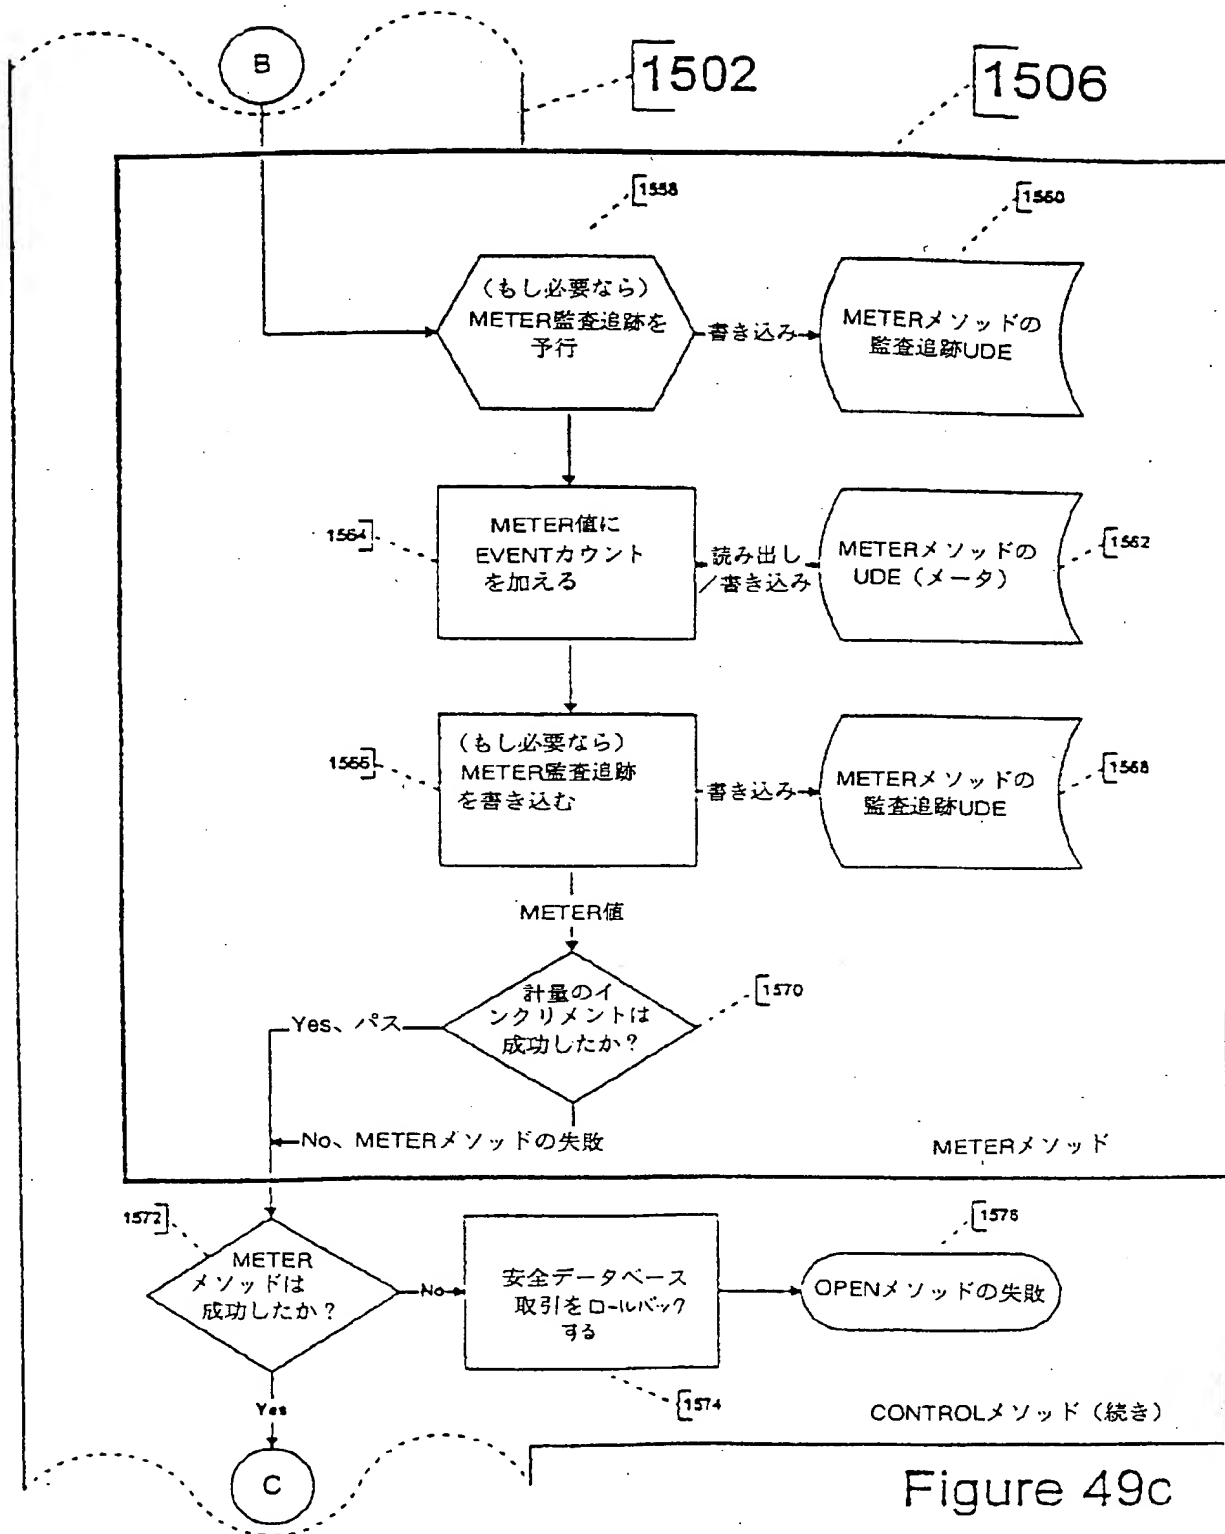 B
1502
1506
1558
1560
(もし必要なら)
METER監査追跡を
予行
書き込み
METERメソッドの
監査追跡UDE
1564
METER値に
EVENTカウント
を加える
読み出し
/書き込み
METERメソッドの
UDE(メータ)
1562
1566
(もし必要なら)
METER監査追跡
を書き込む
書き込み
METERメソッドの
監査追跡UDE
1568
METER値
計量のイ
ンクリメントは
成功したか?
1570
Yes、パス
No、METERメソッドの失敗
METERメソッド
1572
METER
メソッドは
成功したか?
No
安全データベース
取引をロールバック
する
1576
OPENメソッドの失敗
1574
Yes
CONTROLメソッド(続き)
C
Figure 49c